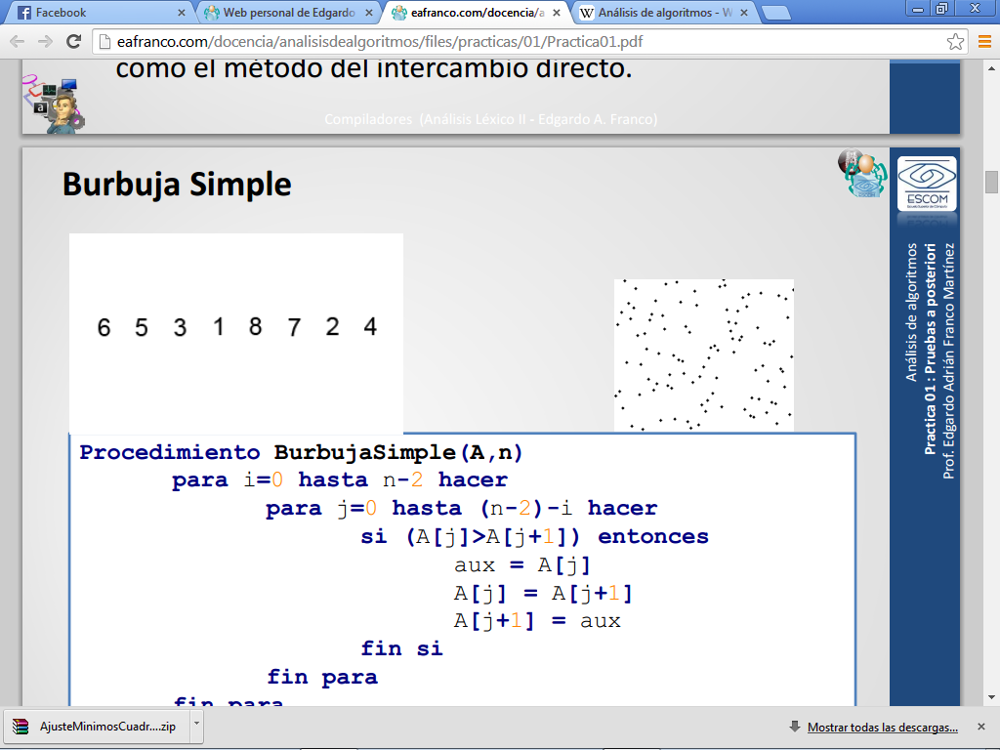 Facebook
Web personal de Edgardo
eafranco.com/docencia/a
Análisis de algoritmos - W
eafranco.com/docencia/analisisdealgoritmos/files/practicas/01/Practica01.pdf
como el método del intercambio directo.
Compiladores (Análisis Léxico II - Edgardo A. Franco)
Burbuja Simple
ESCOM
Escuela Superior de Cómputo
6 5 3 1 8 7 2 4
Análisis de algoritmos
Practica 01 : Pruebas a posteriori
Prof. Edgardo Adrián Franco Martínez
Procedimiento BurbujaSimple(A,n)
para i=0 hasta n-2 hacer
para j=0 hasta (n-2)-i hacer
si (A[j]>A[j+1]) entonces
aux = A[j]
A[j] = A[j+1]
A[j+1] = aux
fin si
fin para
fin para
AjusteMinimosCuadr....zip
Mostrar todas las descargas...